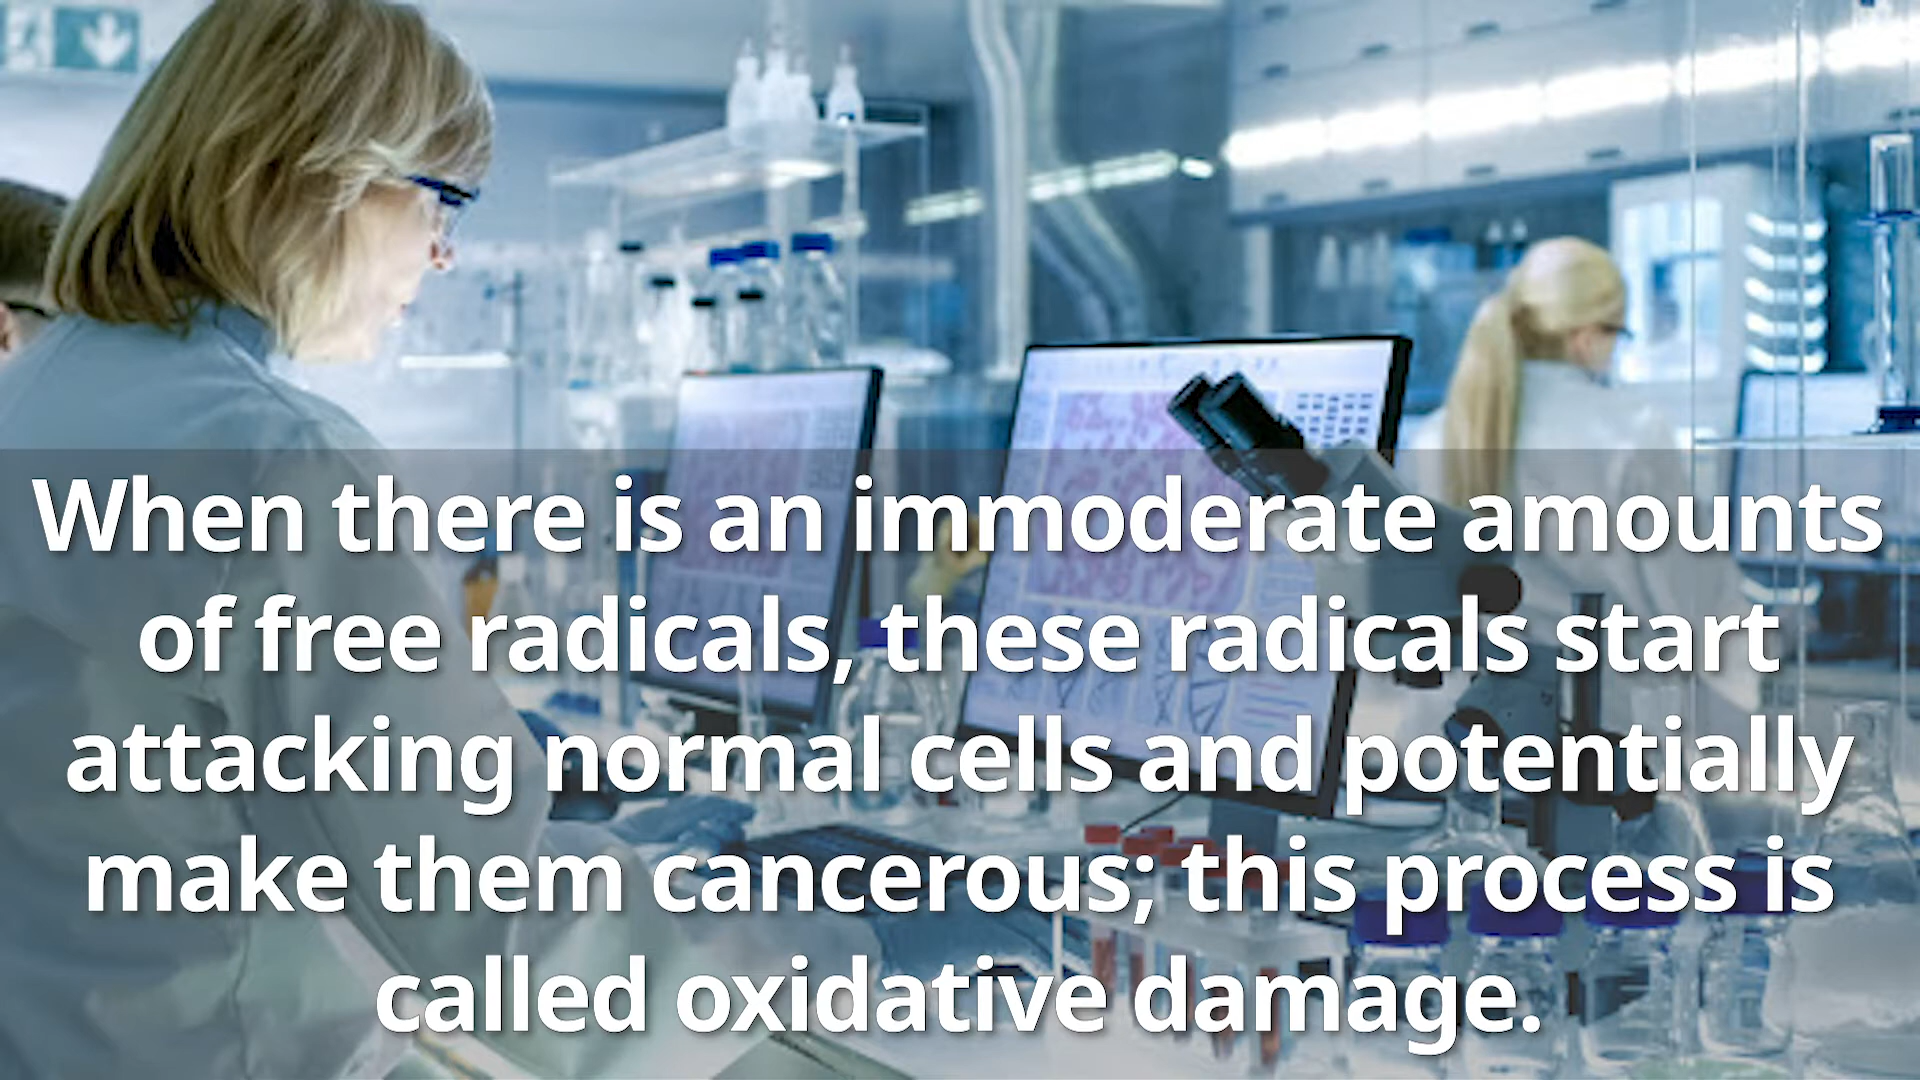 When there is an immoderate amounts
of free radicals, these radicals start
attacking normal cells and potentially
make them cancerous; this process is
called oxidative damage.